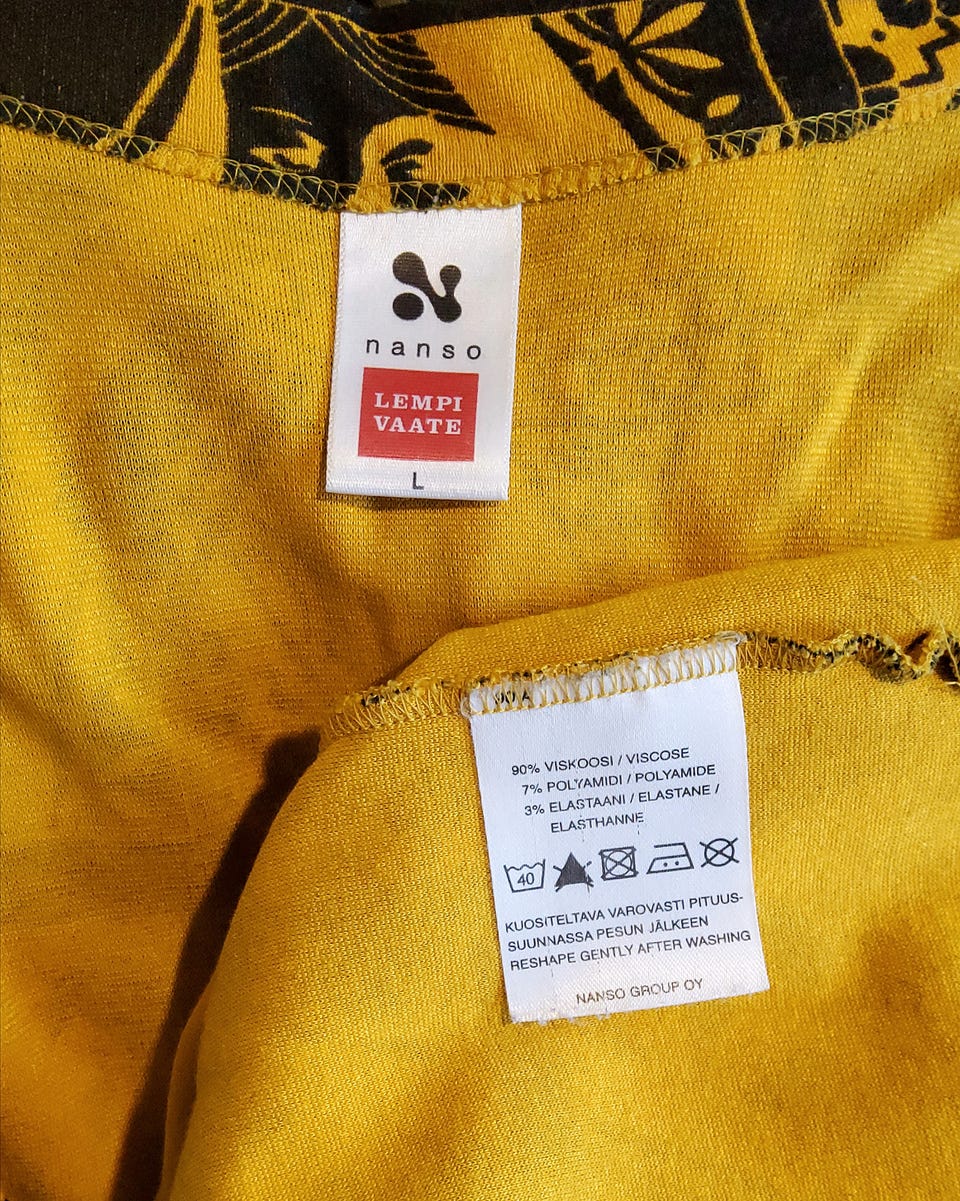 nanso
LEMPI
VAATE
L
90% VISKOOSI / VISCOSE
7% POLYAMIDI / POLYAMIDE
3% ELASTAANI / ELASTANE /
ELASTHANNE
40
KUOSITELTAVA VAROVASTI PITUUS-
SUUNNASSA PESUN JÄLKEEN
RESHAPE GENTLY AFTER WASHING
NANSO GROUP OY